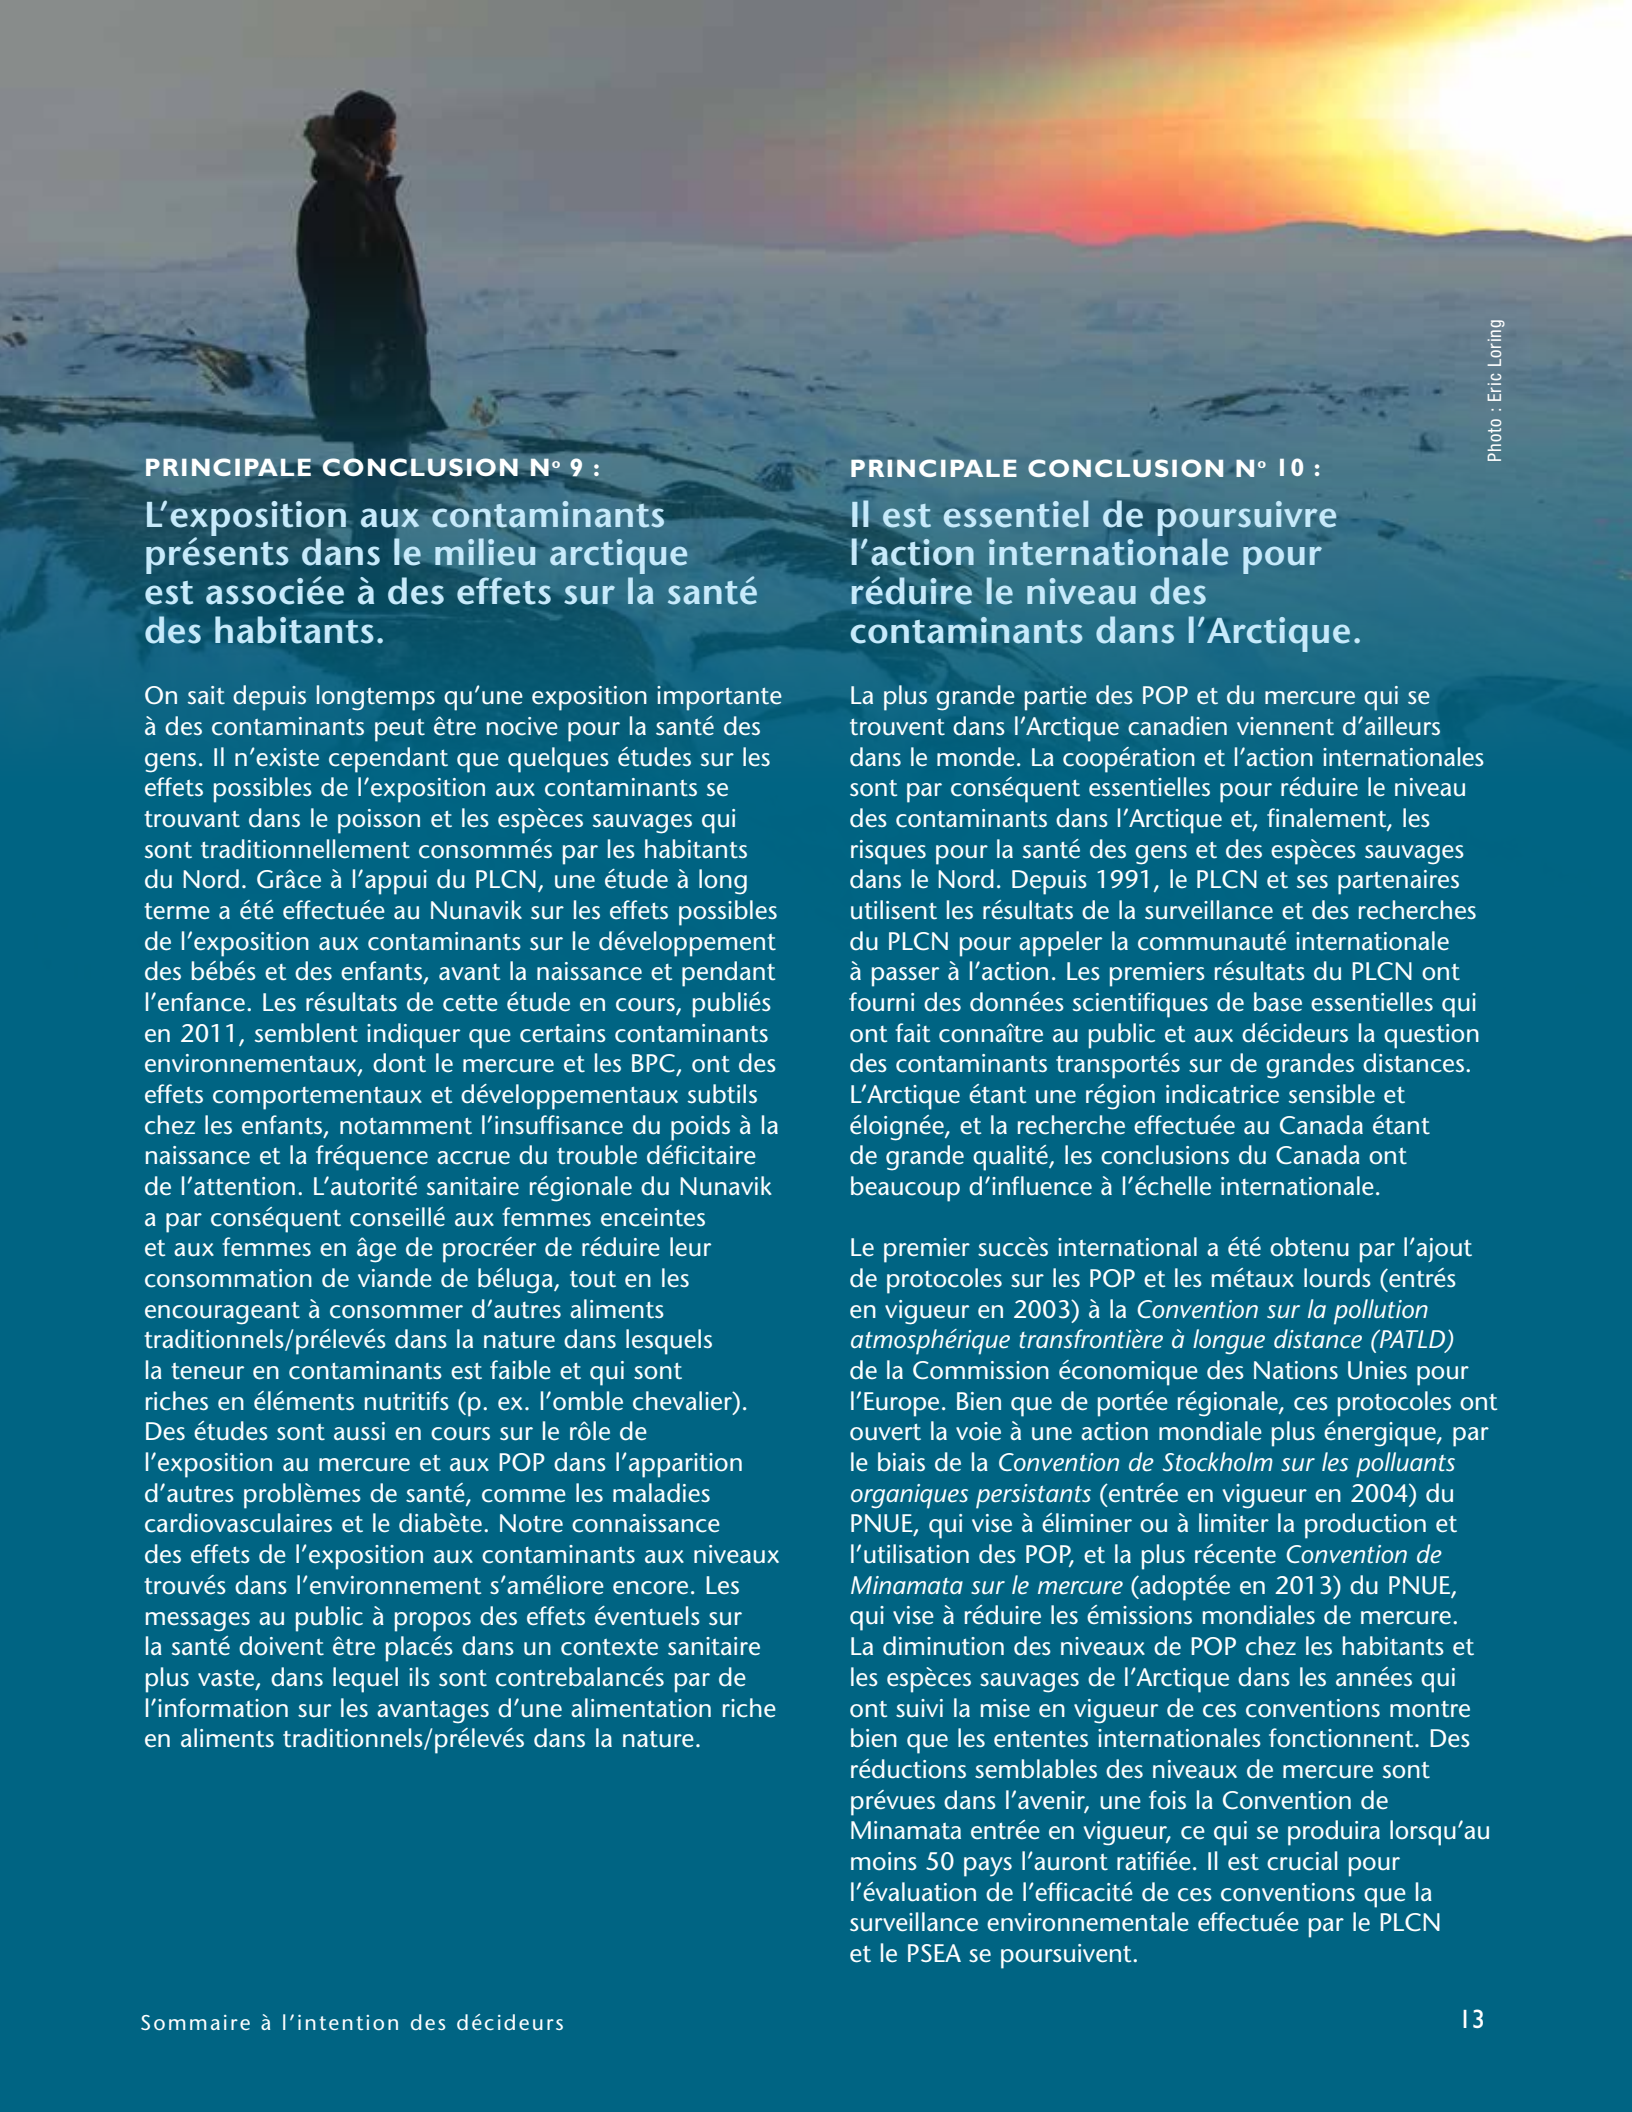 Photo : Eric Loring
PRINCIPALE CONCLUSION Nº 9 :
L’exposition aux contaminants
présents dans le milieu arctique
est associée à des effets sur la santé
des habitants.
On sait depuis longtemps qu’une exposition importante
à des contaminants peut être nocive pour la santé des
gens. Il n’existe cependant que quelques études sur les
effets possibles de l’exposition aux contaminants se
trouvant dans le poisson et les espèces sauvages qui
sont traditionnellement consommés par les habitants
du Nord. Grâce à l’appui du PLCN, une étude à long
terme a été effectuée au Nunavik sur les effets possibles
de l’exposition aux contaminants sur le développement
des bébés et des enfants, avant la naissance et pendant
l’enfance. Les résultats de cette étude en cours, publiés
en 2011, semblent indiquer que certains contaminants
environnementaux, dont le mercure et les BPC, ont des
effets comportementaux et développementaux subtils
chez les enfants, notamment l’insuffisance du poids à la
naissance et la fréquence accrue du trouble déficitaire
de l’attention. L’autorité sanitaire régionale du Nunavik
a par conséquent conseillé aux femmes enceintes
et aux femmes en âge de procréer de réduire leur
consommation de viande de béluga, tout en les
encourageant à consommer d’autres aliments
traditionnels/prélevés dans la nature dans lesquels
la teneur en contaminants est faible et qui sont
riches en éléments nutritifs (p. ex. l’omble chevalier).
Des études sont aussi en cours sur le rôle de
l’exposition au mercure et aux POP dans l’apparition
d’autres problèmes de santé, comme les maladies
cardiovasculaires et le diabète. Notre connaissance
des effets de l’exposition aux contaminants aux niveaux
trouvés dans l’environnement s’améliore encore. Les
messages au public à propos des effets éventuels sur
la santé doivent être placés dans un contexte sanitaire
plus vaste, dans lequel ils sont contrebalancés par de
l’information sur les avantages d’une alimentation riche
en aliments traditionnels/prélevés dans la nature.
PRINCIPALE CONCLUSION Nº 10 :
Il est essentiel de poursuivre
l’action internationale pour
réduire le niveau des
contaminants dans l’Arctique.
La plus grande partie des POP et du mercure qui se
trouvent dans l’Arctique canadien viennent d’ailleurs
dans le monde. La coopération et l’action internationales
sont par conséquent essentielles pour réduire le niveau
des contaminants dans l’Arctique et, finalement, les
risques pour la santé des gens et des espèces sauvages
dans le Nord. Depuis 1991, le PLCN et ses partenaires
utilisent les résultats de la surveillance et des recherches
du PLCN pour appeler la communauté internationale
à passer à l’action. Les premiers résultats du PLCN ont
fourni des données scientifiques de base essentielles qui
ont fait connaître au public et aux décideurs la question
des contaminants transportés sur de grandes distances.
L’Arctique étant une région indicatrice sensible et
éloignée, et la recherche effectuée au Canada étant
de grande qualité, les conclusions du Canada ont
beaucoup d’influence à l’échelle internationale.
Le premier succès international a été obtenu par l’ajout
de protocoles sur les POP et les métaux lourds (entrés
en vigueur en 2003) à la Convention sur la pollution
atmosphérique transfrontière à longue distance (PATLD)
de la Commission économique des Nations Unies pour
l’Europe. Bien que de portée régionale, ces protocoles ont
ouvert la voie à une action mondiale plus énergique, par
le biais de la Convention de Stockholm sur les polluants
organiques persistants (entrée en vigueur en 2004) du
PNUE, qui vise à éliminer ou à limiter la production et
l’utilisation des POP, et la plus récente Convention de
Minamata sur le mercure (adoptée en 2013) du PNUE,
qui vise à réduire les émissions mondiales de mercure.
La diminution des niveaux de POP chez les habitants et
les espèces sauvages de l’Arctique dans les années qui
ont suivi la mise en vigueur de ces conventions montre
bien que les ententes internationales fonctionnent. Des
réductions semblables des niveaux de mercure sont
prévues dans l’avenir, une fois la Convention de
Minamata entrée en vigueur, ce qui se produira lorsqu’au
moins 50 pays l’auront ratifiée. Il est crucial pour
l’évaluation de l’efficacité de ces conventions que la
surveillance environnementale effectuée par le PLCN
et le PSEA se poursuivent.
Sommaire à l’intention des décideurs
13